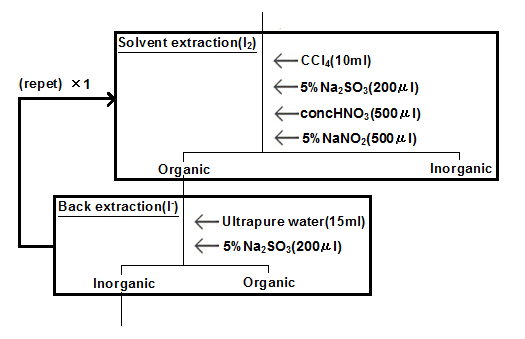 Solvent extraction(I₂)
CCl₄(10ml)
(repet) ×1
5% Na₂SO₃(200μl)
concHNO₃(500μl)
5% NaNO₂(500μl)
Organic
Inorganic
Back extraction(I⁻)
Ultrapure water(15ml)
5% Na₂SO₃(200μl)
Inorganic
Organic